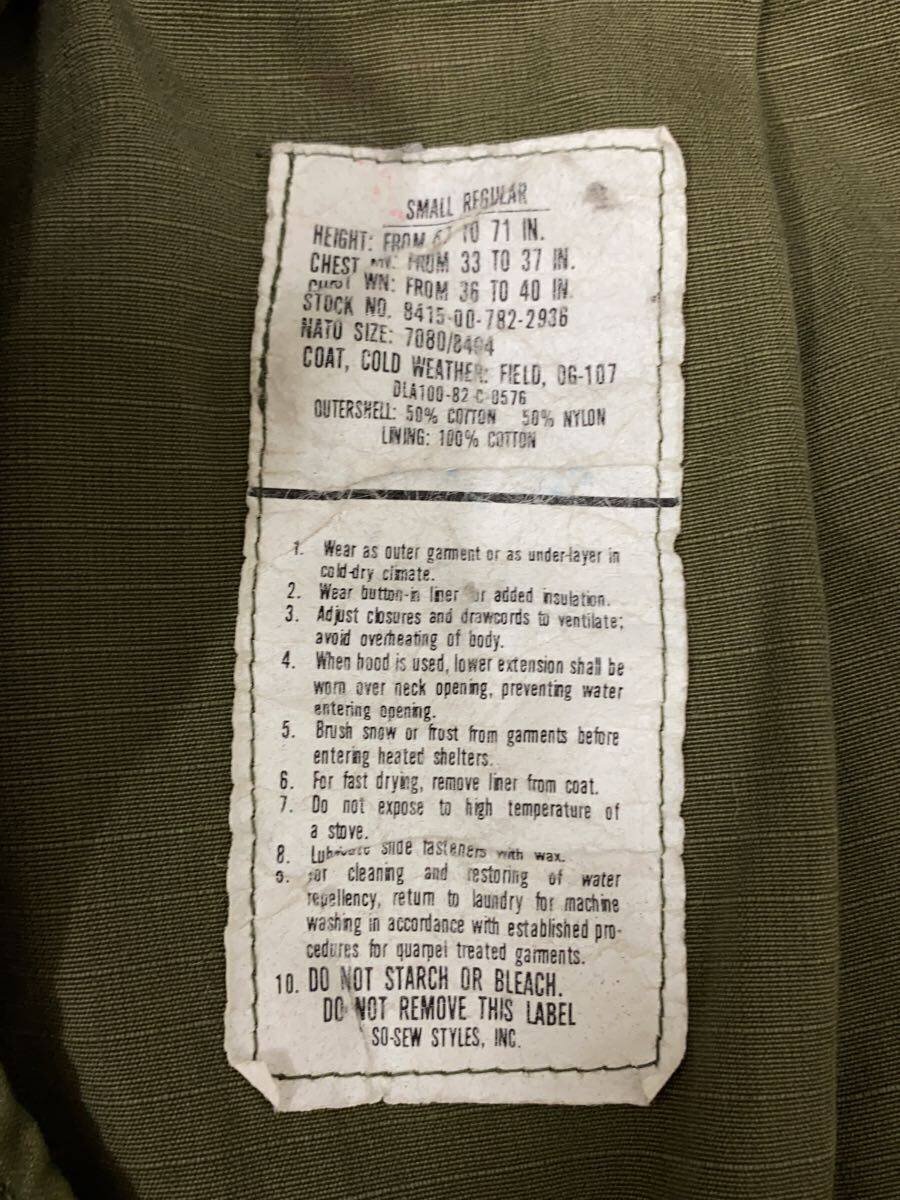 SMALL REGULAR
HEIGHT: FROM 67 TO 71 IN.
CHEST FROM 33 TO 37 IN.
WN: FROM 36 TO 40 IN.
STOCK NO. 8415-00-782-2936
NATO SIZE: 7080/8494
COAT, COLD WEATHER: FIELD, OG-107
DLA100-82-C-0576
OUTERSHELL: 50% COTTON 50% NYLON
LINING: 100% COTTON
1. Wear as outer garment or as under-layer in
cold-dry climate.
2. Wear button-in liner or added insulation.
3. Adjust closures and drawcords to ventilate;
avoid overheating of body.
4. When hood is used, lower extension shall be
worn over neck opening, preventing water
entering opening.
5. Brush snow or frost from garments before
entering heated shelters.
6. For fast drying, remove liner from coat.
7. Do not expose to high temperature of
a stove.
8. Lubricate slide fasteners with wax.
9. For cleaning and restoring of water
repellency, return to laundry for machine
washing in accordance with established pro-
cedures for quarpel treated garments.
10. DO NOT STARCH OR BLEACH.
DO NOT REMOVE THIS LABEL
SO-SEW STYLES, INC.